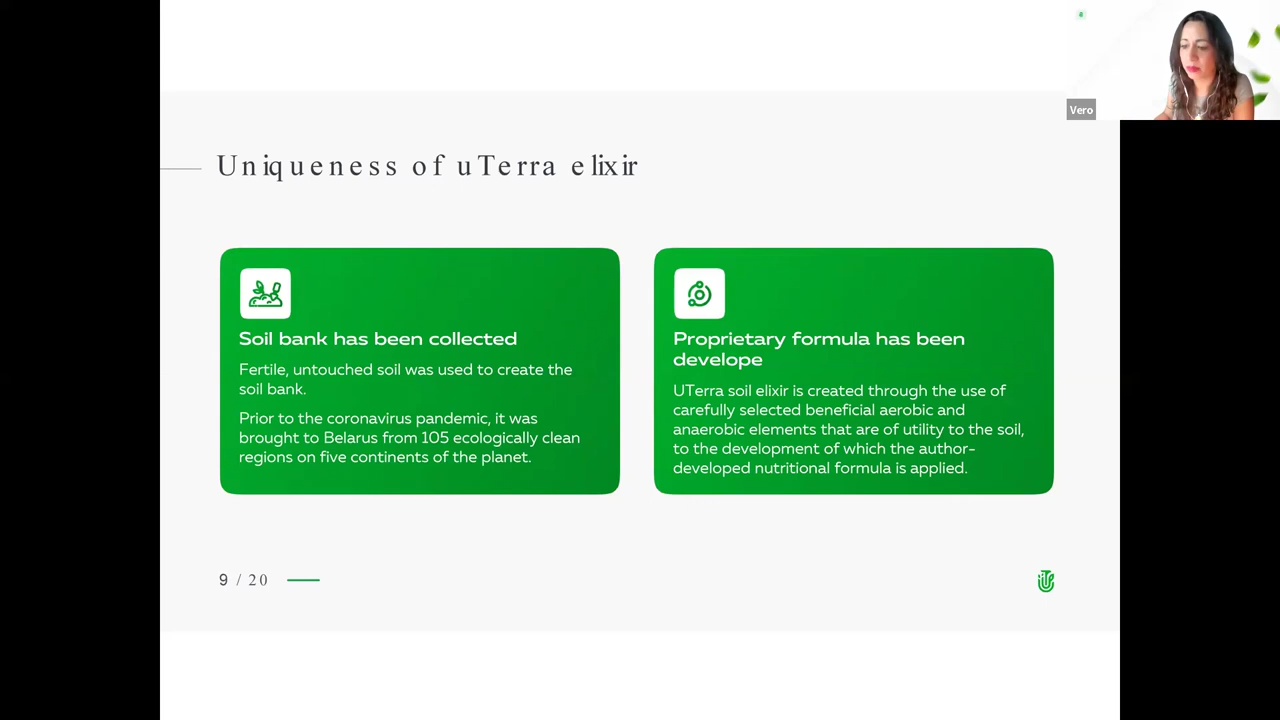 Vero
Uniqueness of uTerra elixir
Soil bank has been collected
Fertile, untouched soil was used to create the
soil bank.
Prior to the coronavirus pandemic, it was
brought to Belarus from 105 ecologically clean
regions on five continents of the planet.
Proprietary formula has been
develope
UTerra soil elixir is created through the use of
carefully selected beneficial aerobic and
anaerobic elements that are of utility to the soil,
to the development of which the author-
developed nutritional formula is applied.
9 / 20